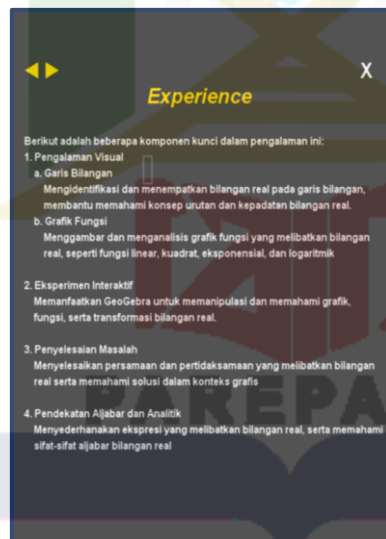 X
Experience
Berikut adalah beberapa komponen kunci dalam pengalaman ini:
1. Pengalaman Visual
a. Garis Bilangan
Mengidentifikasi dan menempatkan bilangan real pada garis bilangan,
membantu memahami konsep urutan dan kepadatan bilangan real.
b. Grafik Fungsi
Menggambar dan menganalisis grafik fungsi yang melibatkan bilangan
real, seperti fungsi linear, kuadrat, eksponensial, dan logaritmik
2. Eksperimen Interaktif
Memanfaatkan GeoGebra untuk memanipulasi dan memahami grafik,
fungsi, serta transformasi bilangan real.
3. Penyelesaian Masalah
Menyelesaikan persamaan dan pertidaksamaan yang melibatkan bilangan
real serta memahami solusi dalam konteks grafis
4. Pendekatan Aljabar dan Analitik
Menyederhanakan ekspresi yang melibatkan bilangan real, serta memahami
sifat-sifat aljabar bilangan real
PAREPA